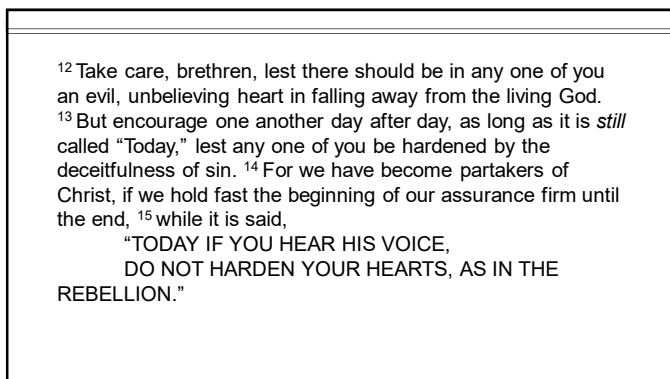 12 Take care, brethren, lest there should be in any one of you
an evil, unbelieving heart in falling away from the living God.
13 But encourage one another day after day, as long as it is still
called “Today,” lest any one of you be hardened by the
deceitfulness of sin. 14 For we have become partakers of
Christ, if we hold fast the beginning of our assurance firm until
the end, 15 while it is said,
“TODAY IF YOU HEAR HIS VOICE,
DO NOT HARDEN YOUR HEARTS, AS IN THE
REBELLION.”